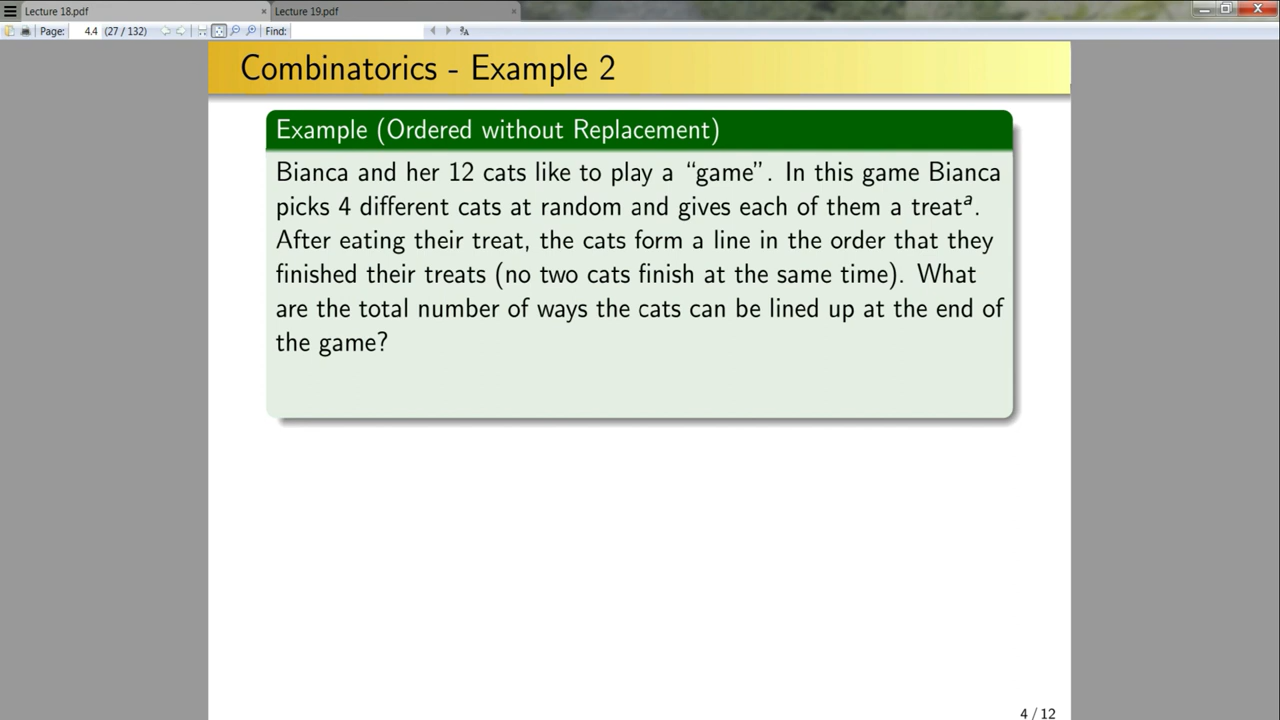 Lecture 18.pdf
Lecture 19.pdf
Page: 4.4 (27 / 132) Find:
Combinatorics - Example 2
Example (Ordered without Replacement)
Bianca and her 12 cats like to play a “game”. In this game Bianca
picks 4 different cats at random and gives each of them a treatᵃ.
After eating their treat, the cats form a line in the order that they
finished their treats (no two cats finish at the same time). What
are the total number of ways the cats can be lined up at the end of
the game?
4 / 12